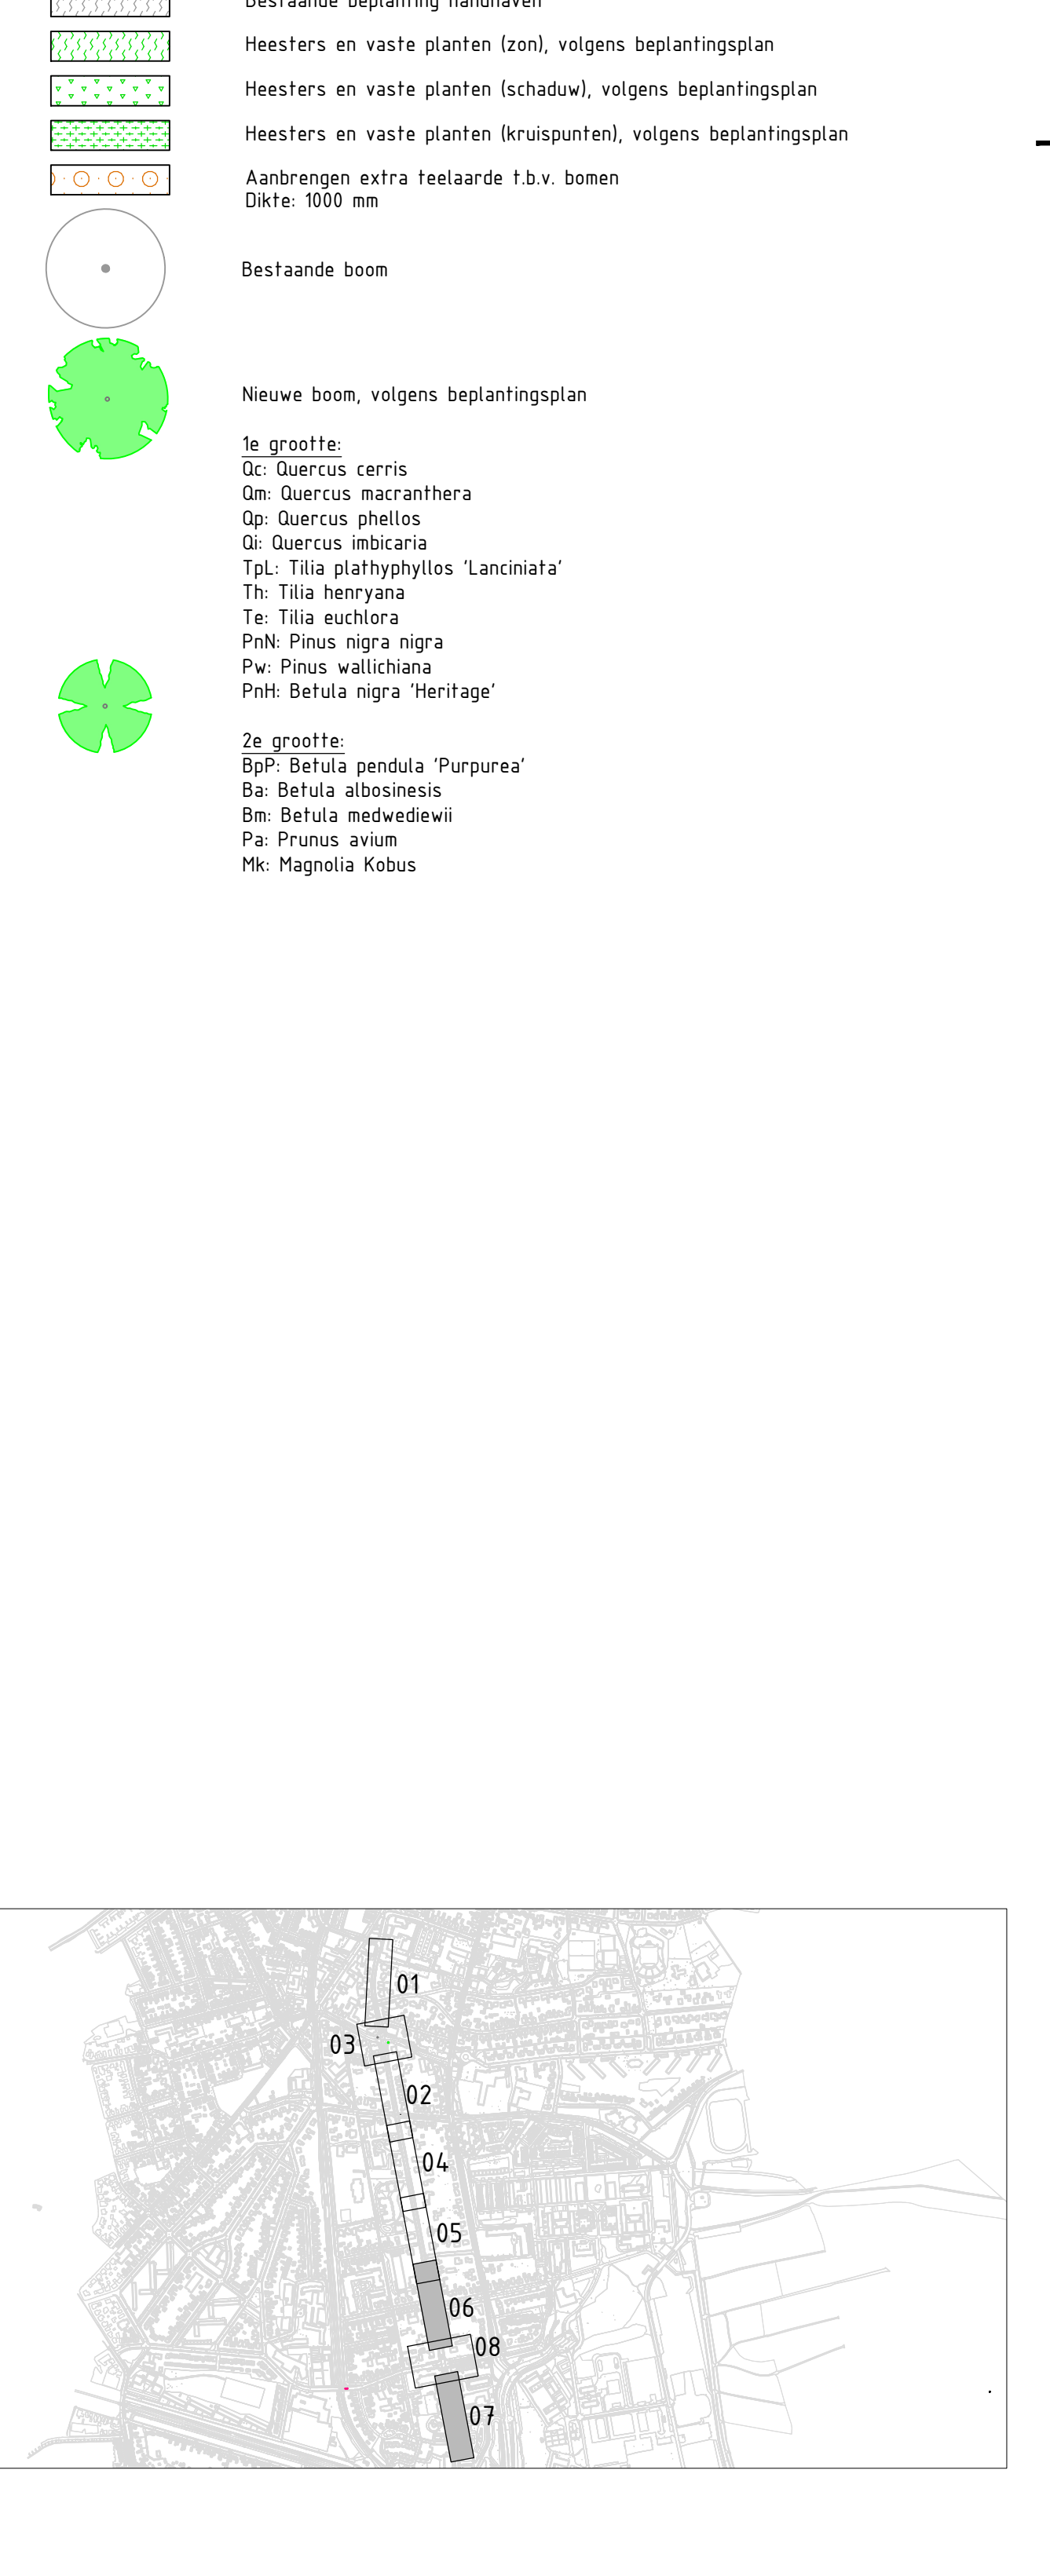 Bestaande beplanting handhaven
Heesters en vaste planten (zon), volgens beplantingsplan
Heesters en vaste planten (schaduw), volgens beplantingsplan
Heesters en vaste planten (kruispunten), volgens beplantingsplan
Aanbrengen extra teelaarde t.b.v. bomen
Dikte: 1000 mm
Bestaande boom
Nieuwe boom, volgens beplantingsplan
1e grootte:
Qc: Quercus cerris
Qm: Quercus macranthera
Qp: Quercus phellos
Qi: Quercus imbicaria
TpL: Tilia plathyphyllos 'Lanciniata'
Th: Tilia henryana
Te: Tilia euchlora
PnN: Pinus nigra nigra
Pw: Pinus wallichiana
PnH: Betula nigra 'Heritage'
2e grootte:
BpP: Betula pendula 'Purpurea'
Ba: Betula albosinesis
Bm: Betula medwediewii
Pa: Prunus avium
Mk: Magnolia Kobus
01
03
02
04
05
06
08
07